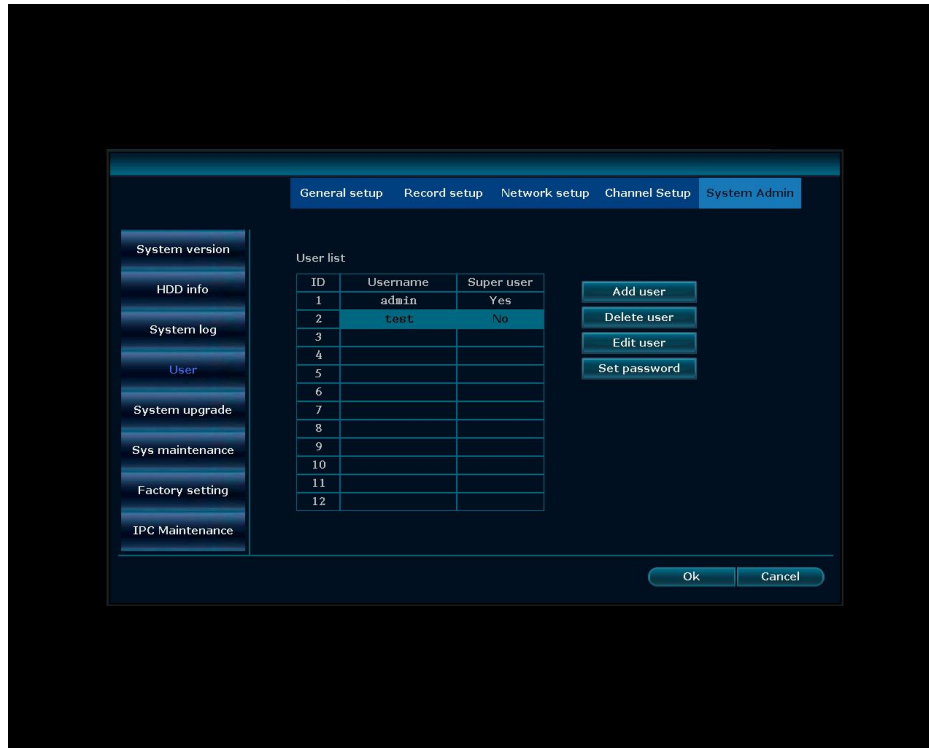 General setup Record setup Network setup Channel Setup System Admin
System version
HDD info
System log
User
System upgrade
Sys maintenance
Factory setting
IPC Maintenance
User list
ID Username Super user
1 admin Yes
2 test No
3
4
5
6
7
8
9
10
11
12
Add user
Delete user
Edit user
Set password
Ok Cancel